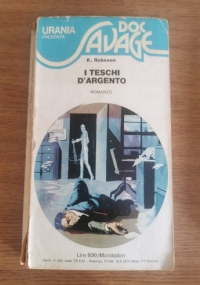 URANIA
PRESENTA
DOC
SAVAGE
K. Robeson
I TESCHI
D'ARGENTO
ROMANZO
Lire 600/Mondadori